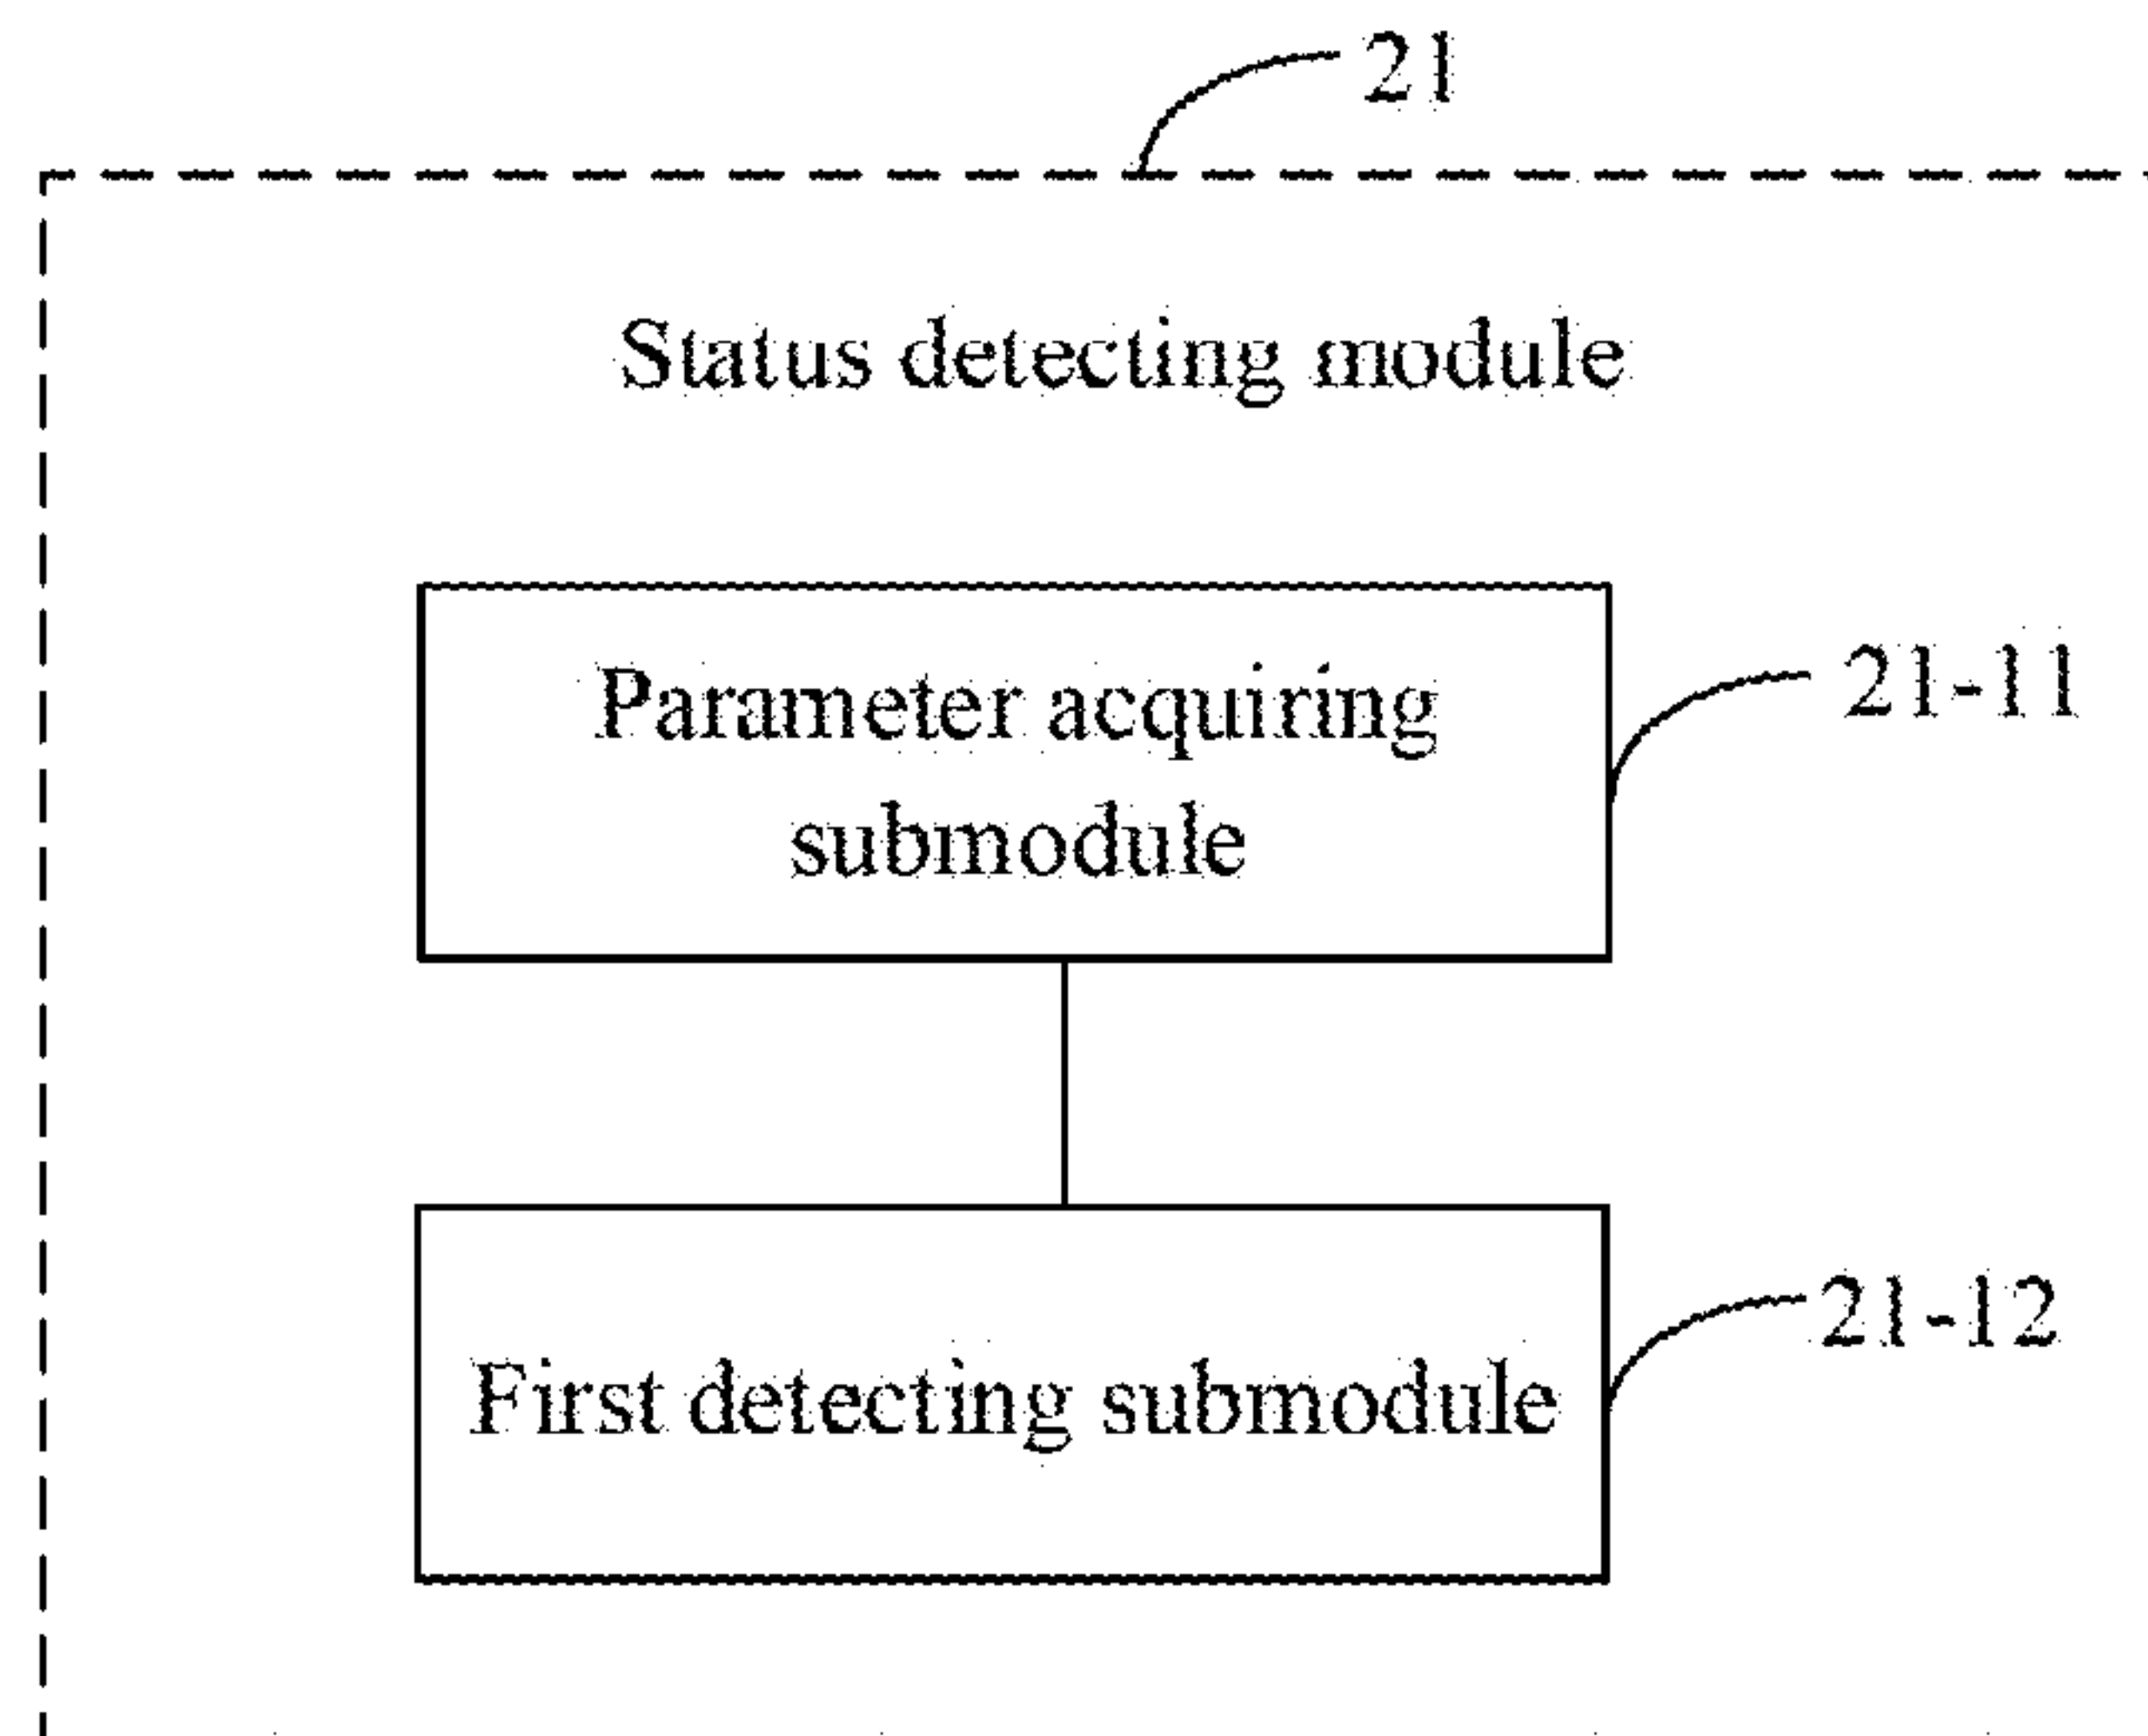 21
Status detecting module
Parameter acquiring
submodule
21-11
First detecting submodule
21-12